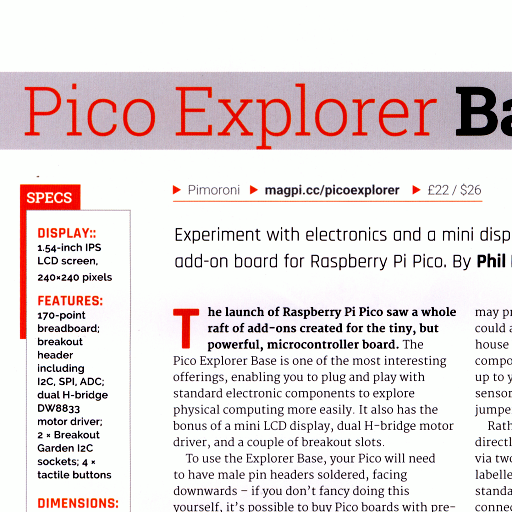 Pico Explorer Ba
SPECS
DISPLAY::
1.54-inch IPS
LCD screen,
240×240 pixels
FEATURES:
170-point
breadboard;
breakout
header
including
I2C, SPI, ADC;
dual H-bridge
DW8833
motor driver;
2 × Breakout
Garden I2C
sockets; 4 ×
tactile buttons
DIMENSIONS:
▶ Pimoroni ▶ magpi.cc/picoexplorer ▶ £22 / $26
Experiment with electronics and a mini disp
add-on board for Raspberry Pi Pico. By Phil
The launch of Raspberry Pi Pico saw a whole
raft of add-ons created for the tiny, but
powerful, microcontroller board. The
Pico Explorer Base is one of the most interesting
offerings, enabling you to plug and play with
standard electronic components to explore
physical computing more easily. It also has the
bonus of a mini LCD display, dual H-bridge motor
driver, and a couple of breakout slots.
To use the Explorer Base, your Pico will need
to have male pin headers soldered, facing
downwards – if you don't fancy doing this
yourself, it's possible to buy Pico boards with pre-
may pr
could a
house
compo
up to y
sensor
jumpe
Rath
directl
via two
labelle
standa
connec